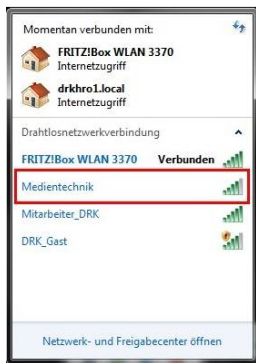 Momentan verbunden mit:
FRITZ!Box WLAN 3370
Internetzugriff
drkhro1.local
Internetzugriff
Drahtlosnetzwerkverbindung
FRITZ!Box WLAN 3370 Verbunden
Medientechnik
Mitarbeiter_DRK
DRK_Gast
Netzwerk- und Freigabecenter öffnen